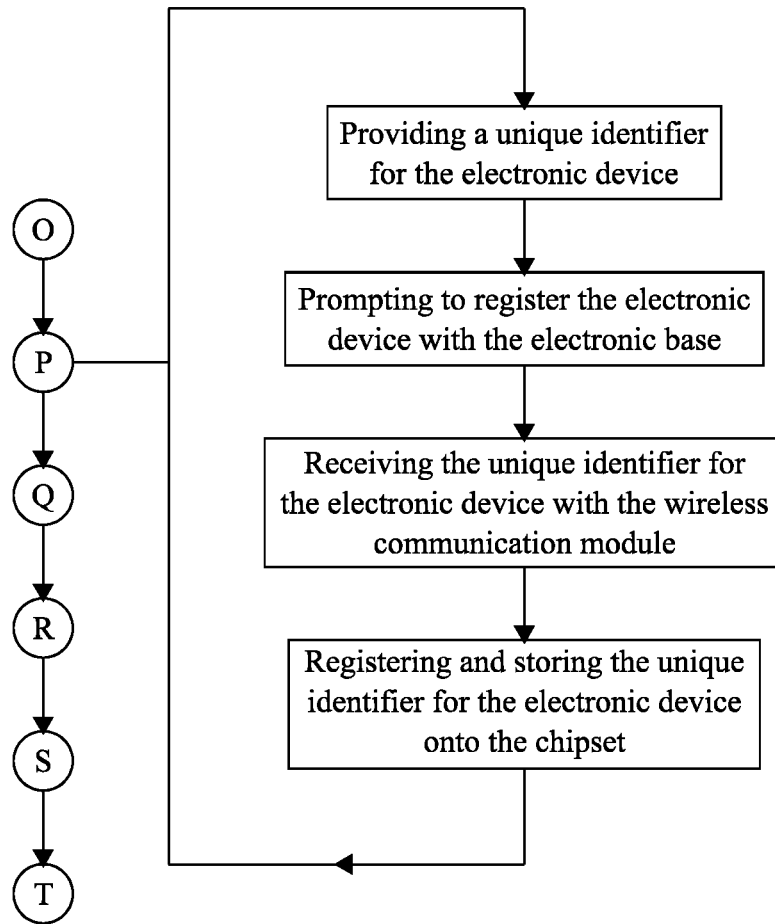 O
P
Q
R
S
T
Providing a unique identifier
for the electronic device
Prompting to register the electronic
device with the electronic base
Receiving the unique identifier for
the electronic device with the wireless
communication module
Registering and storing the unique
identifier for the electronic device
onto the chipset